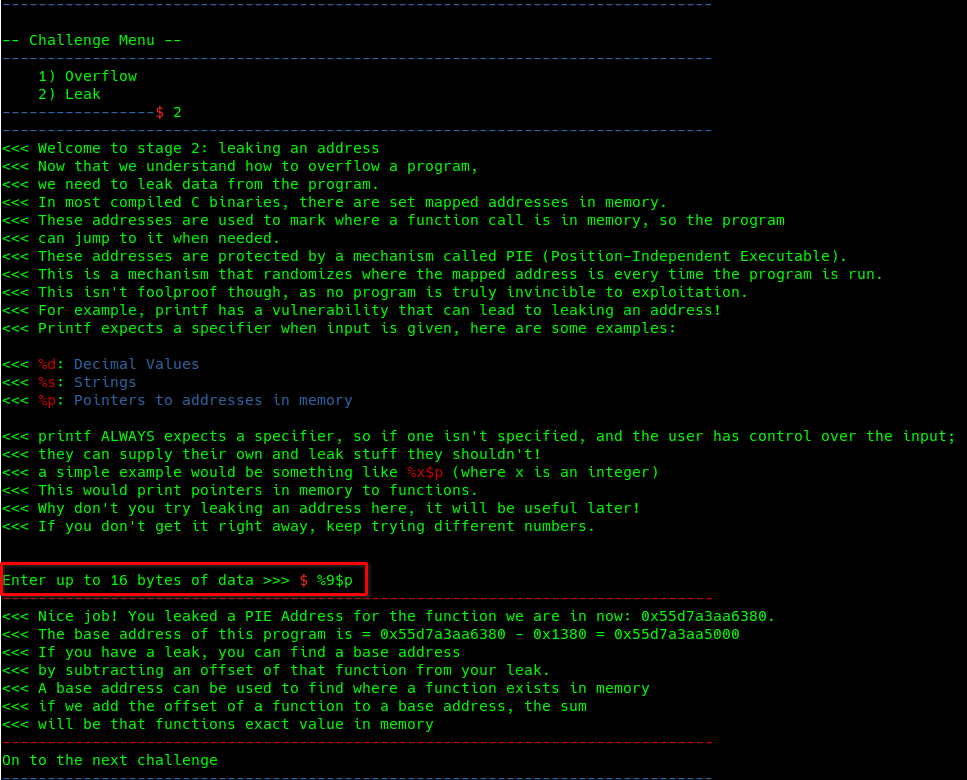 -------------------------------------------------------------------------------
-- Challenge Menu --
-------------------------------------------------------------------------------
    1) Overflow
    2) Leak
-----------------$ 2
-------------------------------------------------------------------------------
<<< Welcome to stage 2: leaking an address
<<< Now that we understand how to overflow a program,
<<< we need to leak data from the program.
<<< In most compiled C binaries, there are set mapped addresses in memory.
<<< These addresses are used to mark where a function call is in memory, so the program
<<< can jump to it when needed.
<<< These addresses are protected by a mechanism called PIE (Position-Independent Executable).
<<< This is a mechanism that randomizes where the mapped address is every time the program is run.
<<< This isn't foolproof though, as no program is truly invincible to exploitation.
<<< For example, printf has a vulnerability that can lead to leaking an address!
<<< Printf expects a specifier when input is given, here are some examples:
<<< %d: Decimal Values
<<< %s: Strings
<<< %p: Pointers to addresses in memory
<<< printf ALWAYS expects a specifier, so if one isn't specified, and the user has control over the input;
<<< they can supply their own and leak stuff they shouldn't!
<<< a simple example would be something like %x$p (where x is an integer)
<<< This would print pointers in memory to functions.
<<< Why don't you try leaking an address here, it will be useful later!
<<< If you don't get it right away, keep trying different numbers.
Enter up to 16 bytes of data >>> $ %9$p
-------------------------------------------------------------------------------
<<< Nice job! You leaked a PIE Address for the function we are in now: 0x55d7a3aa6380.
<<< The base address of this program is = 0x55d7a3aa6380 - 0x1380 = 0x55d7a3aa5000
<<< If you have a leak, you can find a base address
<<< by subtracting an offset of that function from your leak.
<<< A base address can be used to find where a function exists in memory
<<< if we add the offset of a function to a base address, the sum
<<< will be that functions exact value in memory
-------------------------------------------------------------------------------
On to the next challenge
-------------------------------------------------------------------------------